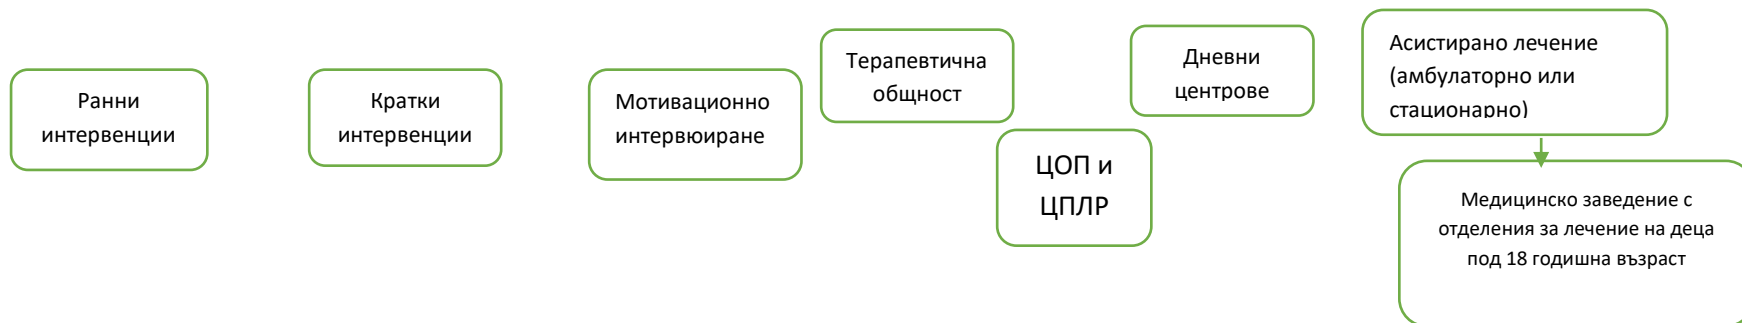 Ранни
интервенции
Кратки
интервенции
Мотивационно
интервюиране
Терапевтична
общност
ЦОП и
ЦПЛР
Дневни
центрове
Асистирано лечение
(амбулаторно или
стационарно)
Медицинско заведение с
отделения за лечение на деца
под 18 годишна възраст